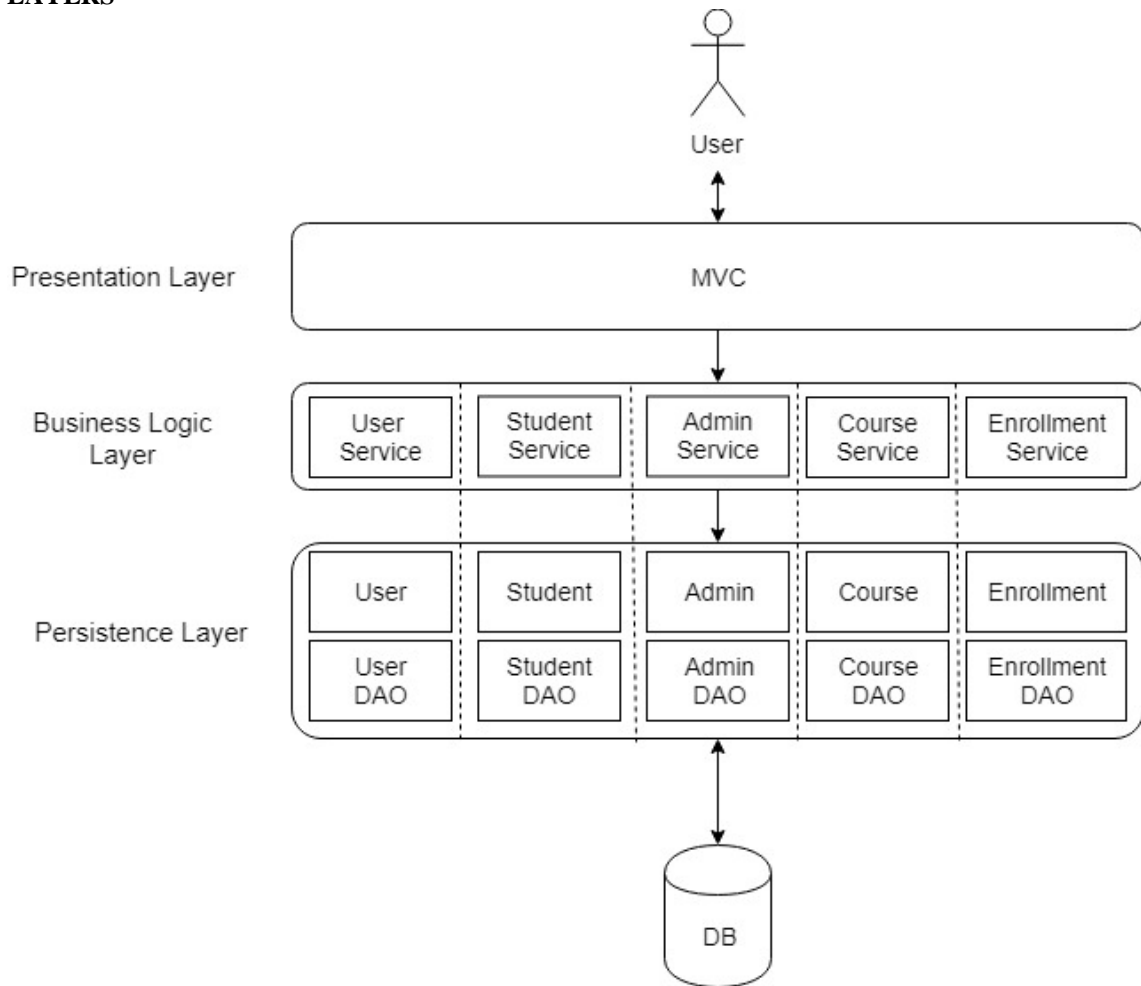 LAYERS
User
Presentation Layer
MVC
Business Logic
Layer
User
Service
Student
Service
Admin
Service
Course
Service
Enrollment
Service
Persistence Layer
User
Student
Admin
Course
Enrollment
User
DAO
Student
DAO
Admin
DAO
Course
DAO
Enrollment
DAO
DB